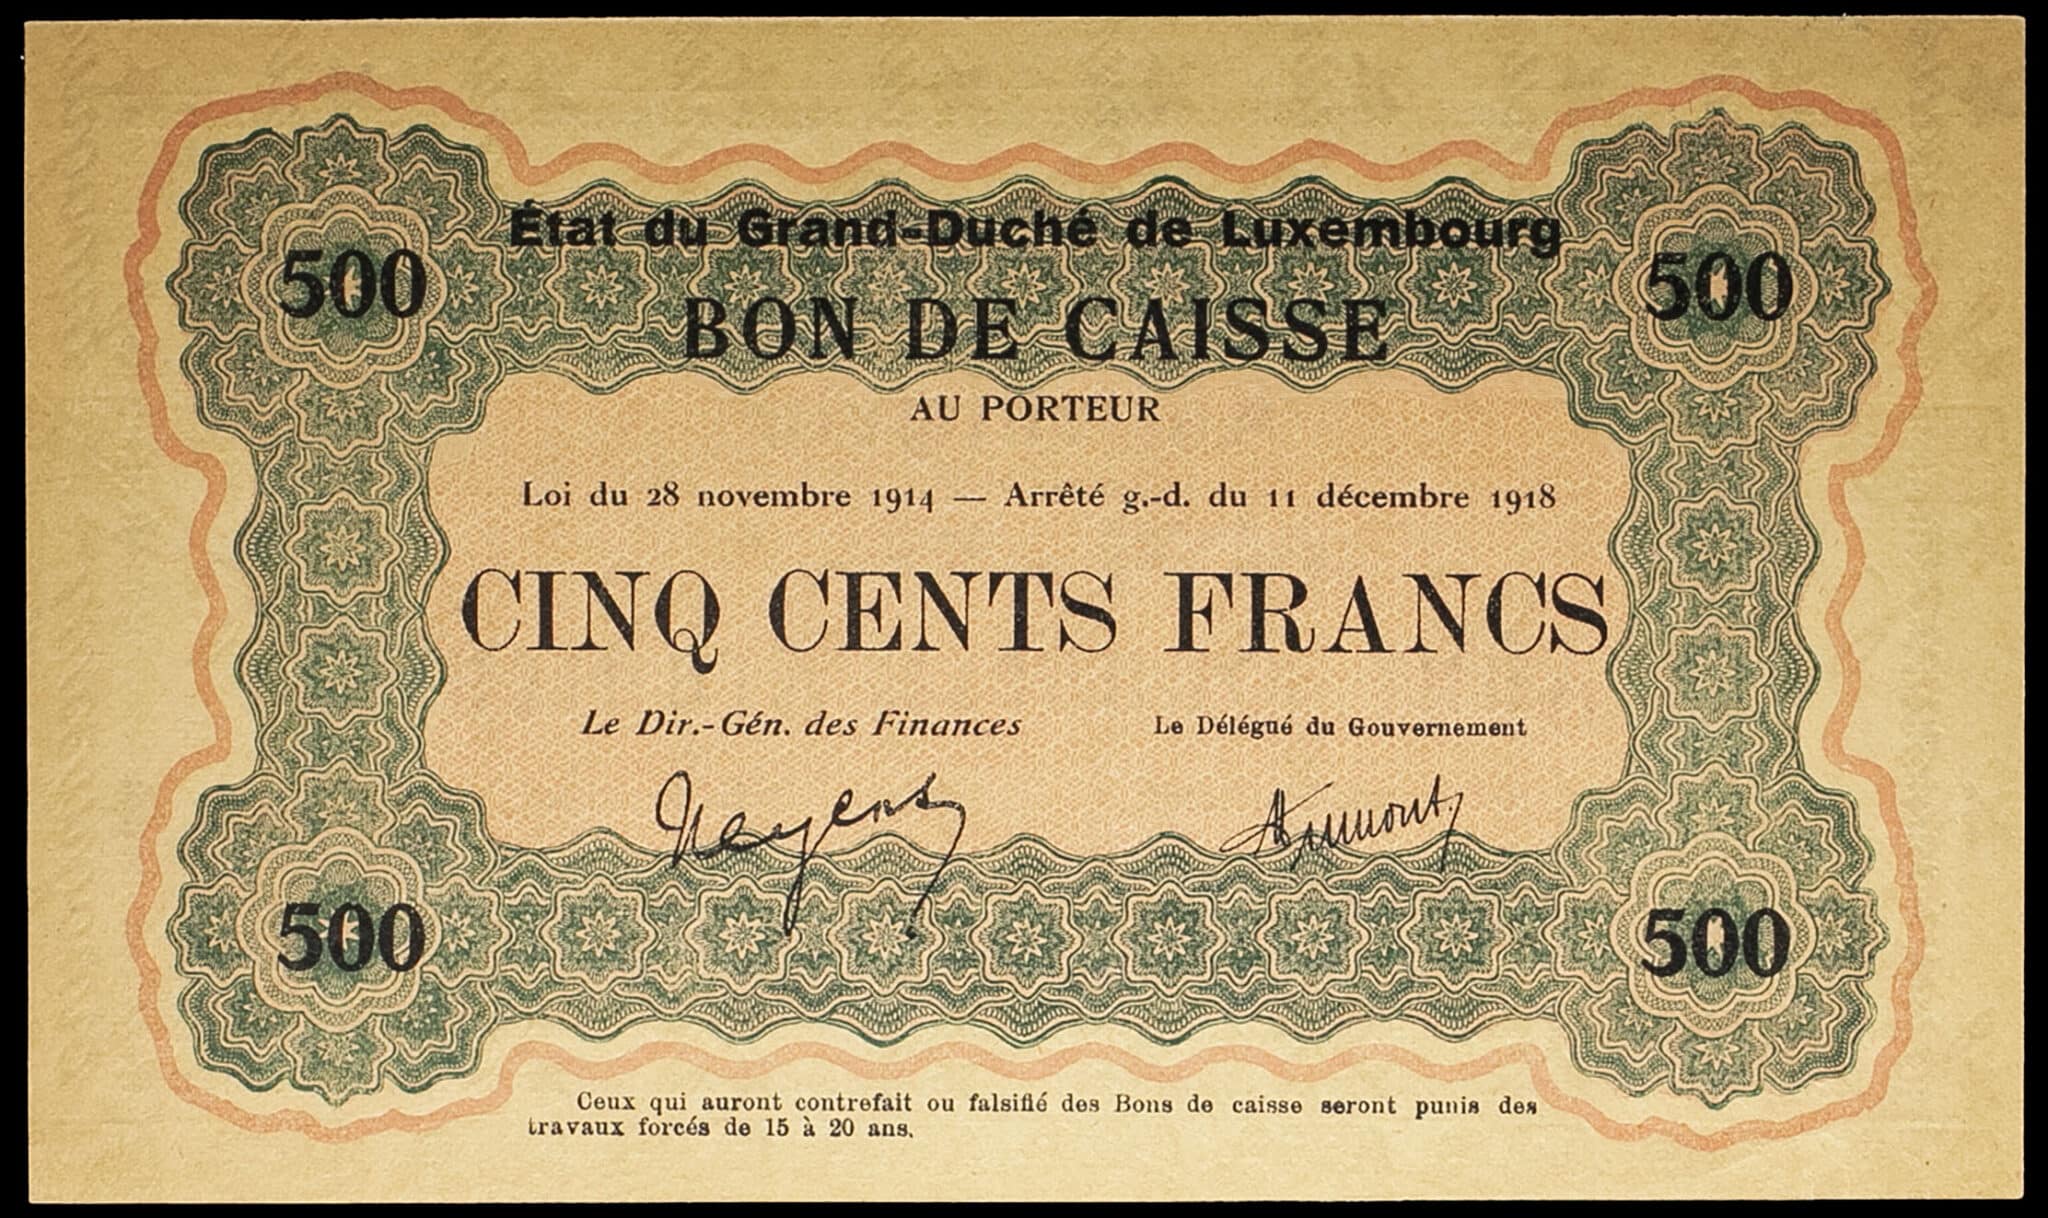 État du Grand-Duché de Luxembourg
500
500
BON DE CAISSE
AU PORTEUR
Loi du 28 novembre 1914 — Arrêté g.-d. du 11 décembre 1918
CINQ CENTS FRANCS
Le Dir.-Gén. des Finances
Le Délégué du Gouvernement
Neyens
500
500
Ceux qui auront contrefait ou falsifié des Bons de caisse seront punis des
travaux forcés de 15 à 20 ans.